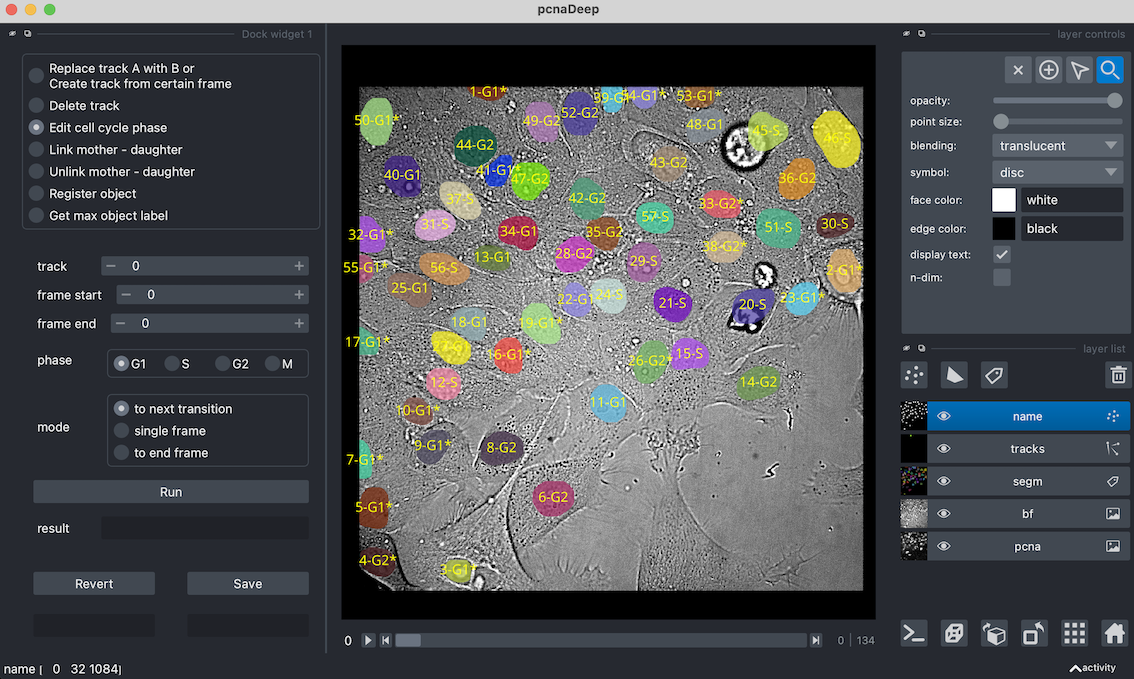 pcnaDeep
Dock widget 1
Replace track A with B or
Create track from certain frame
Delete track
Edit cell cycle phase
Link mother - daughter
Unlink mother - daughter
Register object
Get max object label
track
0
frame start
0
frame end
0
phase
G1
S
G2
M
mode
to next transition
single frame
to end frame
Run
result
Revert
Save
name [ 0 32 1084]
1-G1*
39-G
54-G1*
53-G1*
50-G1*
49-G2
52-G2
48-G1
45-S
44-G2
43-G2
40-G1
41-G1*
47-G2
36-G2
37-S
42-G2
33-G2*
31-S
57-S
51-S
30-S
32-G1*
34-G1
35-G2
38-G2*
28-G2
13-G1
29-S
55-G1*
56-S
2-G1*
25-G1
22-G1
24-S
21-S
20-S
23-G1*
18-G1
19-G1*
17-G1*
16-G1*
26-G2*
15-S
12-S
14-G2
10-G1*
11-G1
9-G1*
8-G2
7-G1*
6-G2
5-G1*
4-G2*
3-G1*
0
0
134
layer controls
opacity:
point size:
blending:
translucent
symbol:
disc
face color:
white
edge color:
black
display text:
n-dim:
layer list
name
tracks
segm
bf
pcna
activity